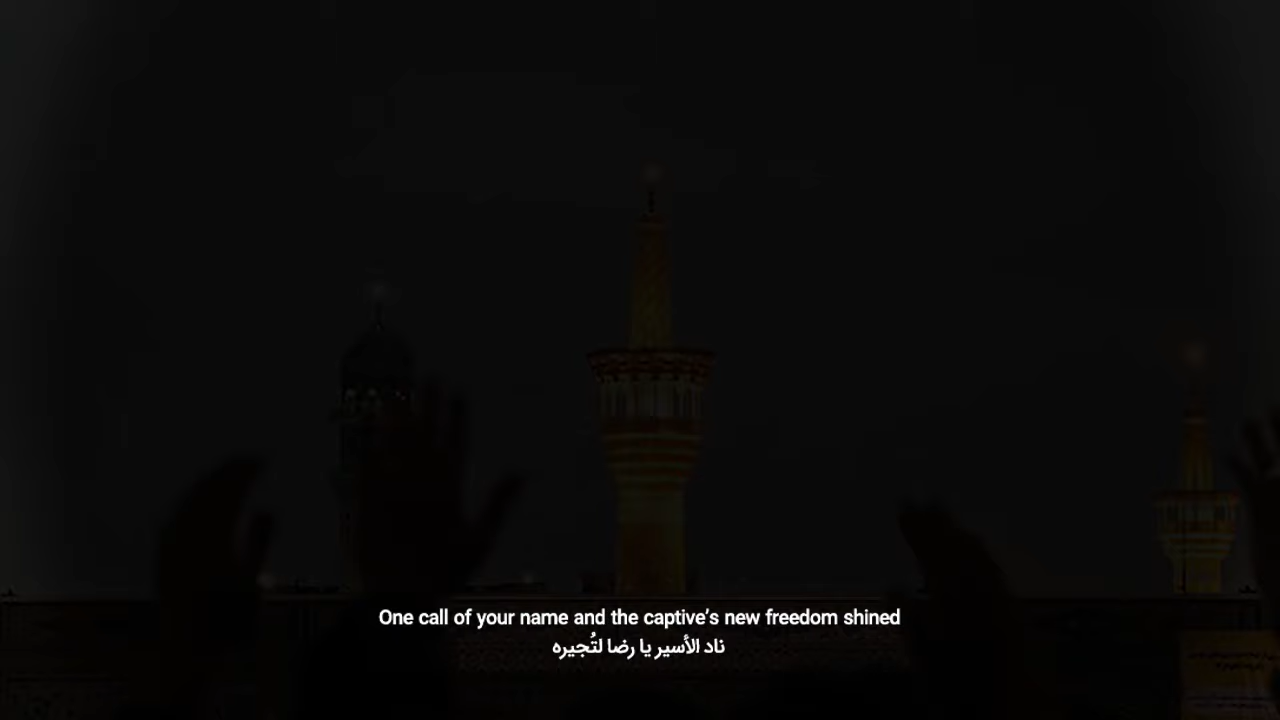 One call of your name and the captive’s new freedom shined
ناد الأسير يا رضا لتُجيره